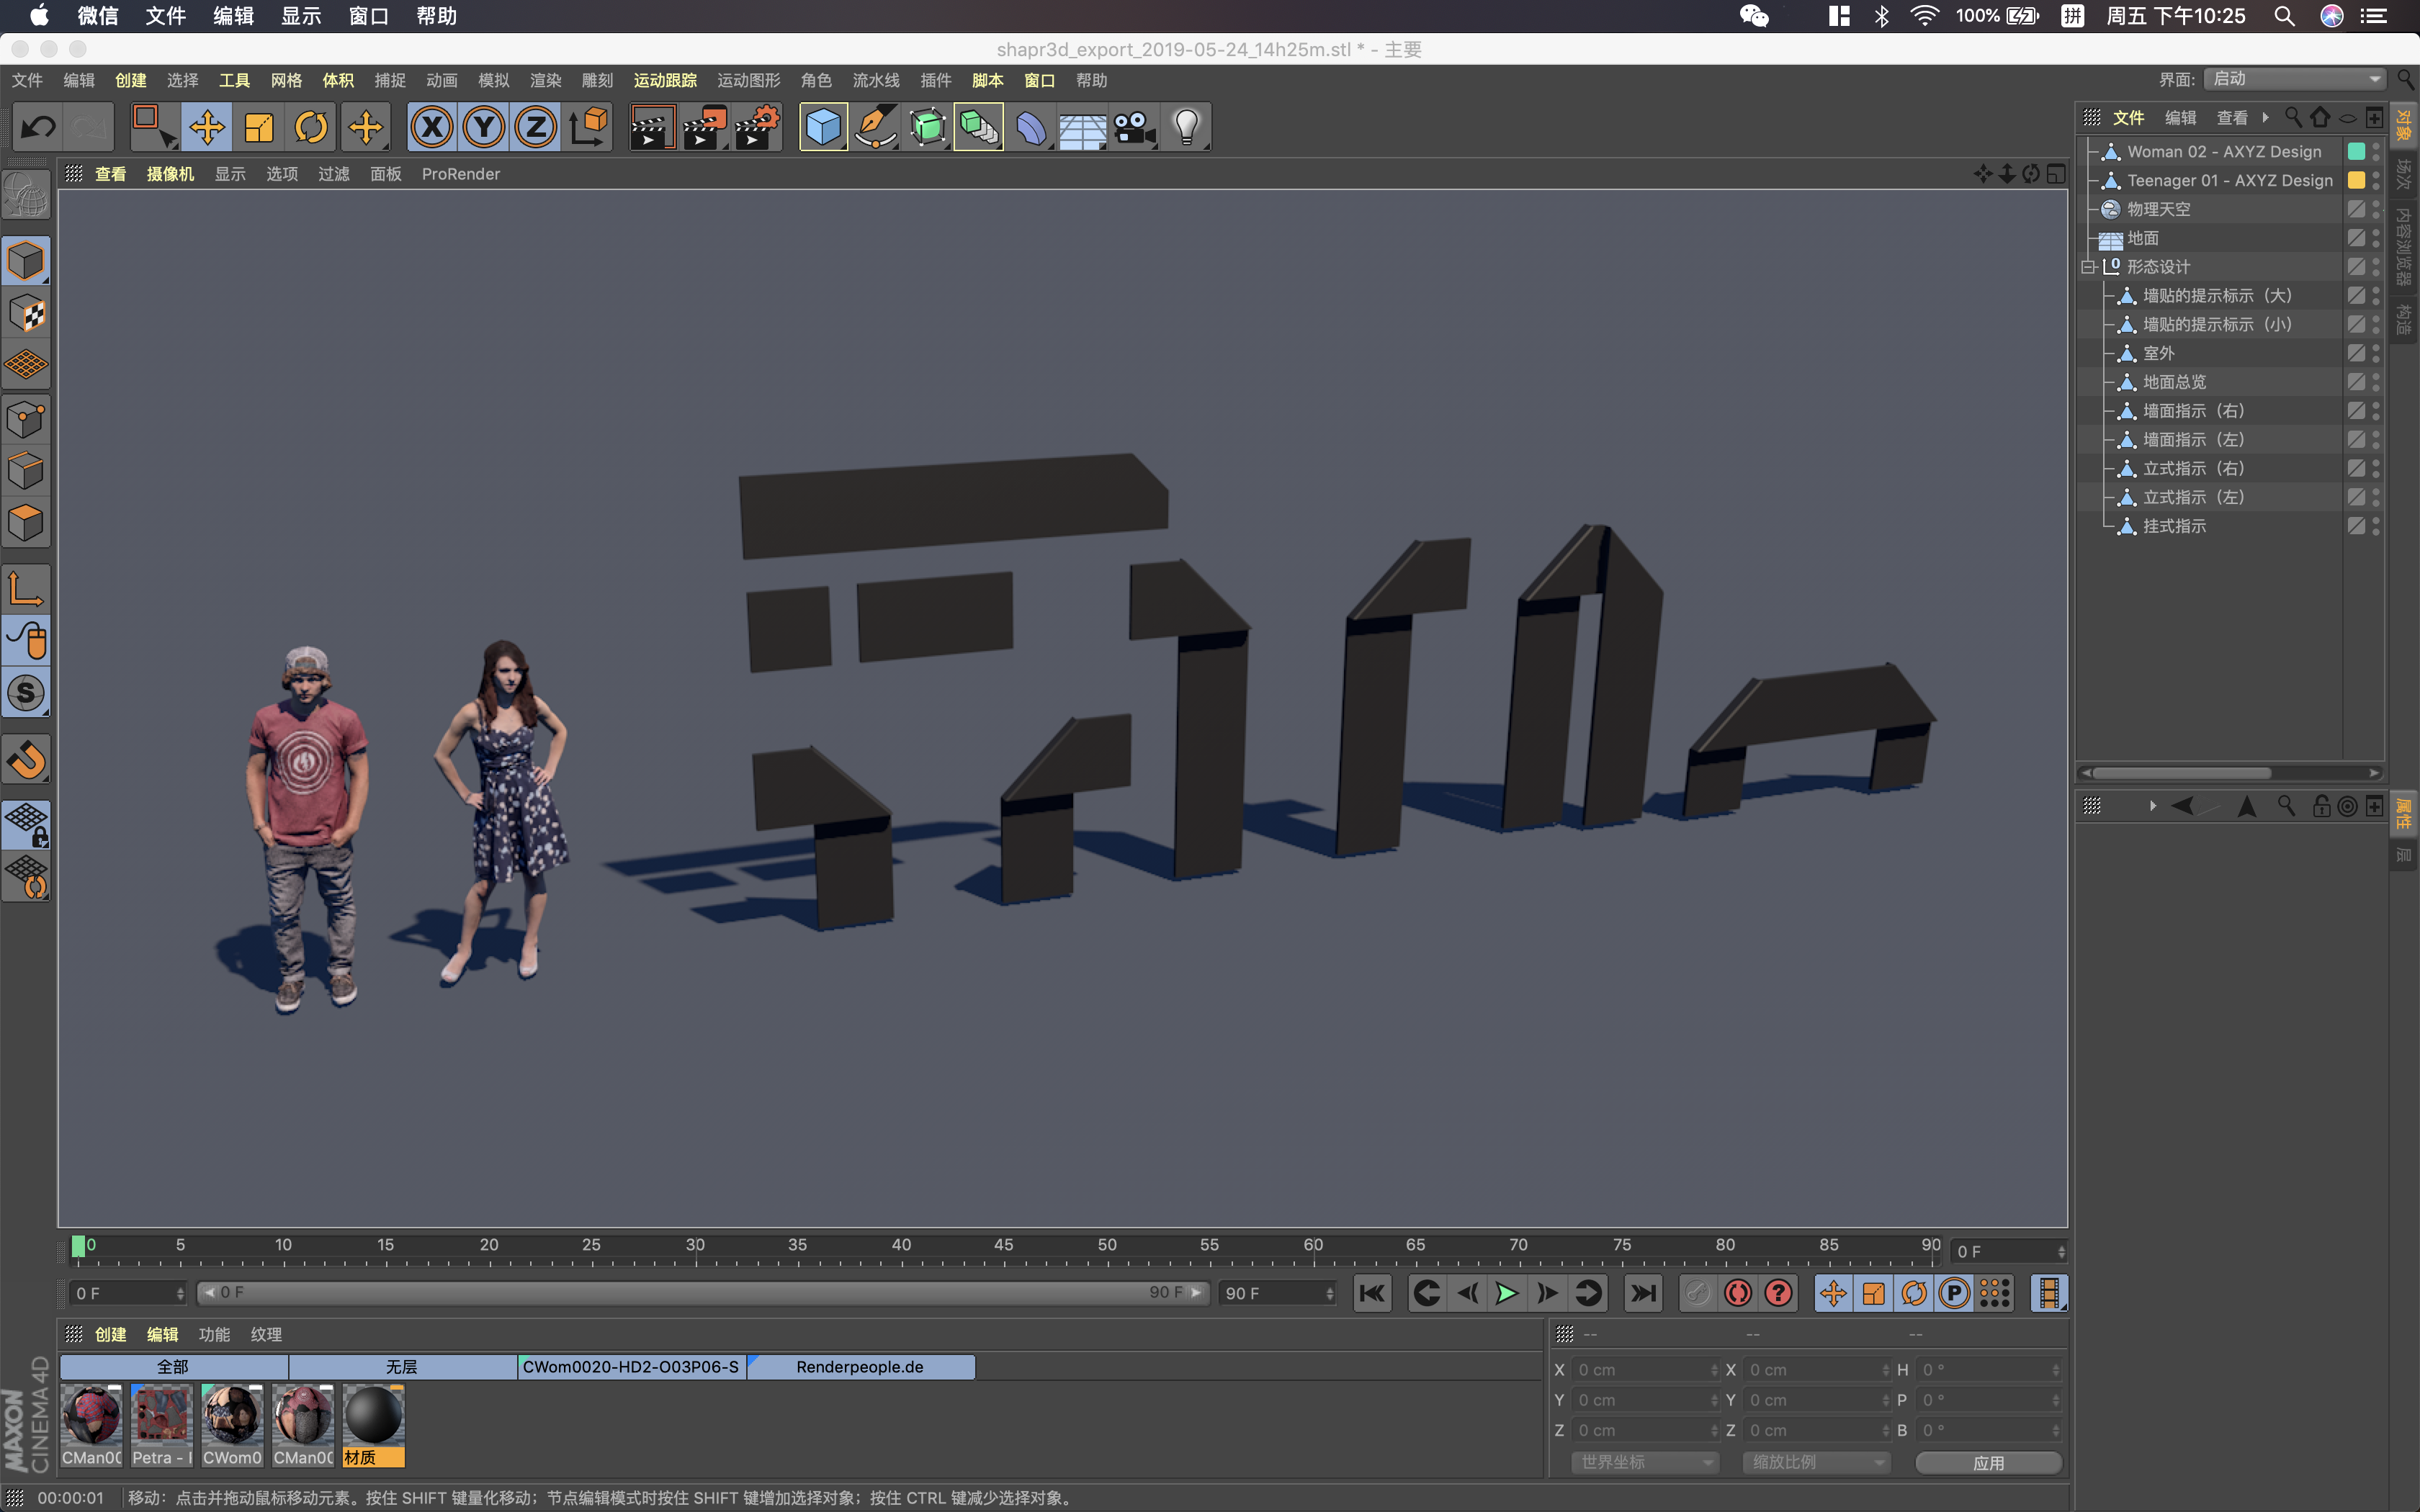 微信 文件 编辑 显示 窗口 帮助 100% 拼 周五 下午10:25
shapr3d_export_2019-05-24_14h25m.stl * - 主要
文件 编辑 创建 选择 工具 网格 体积 捕捉 动画 模拟 渲染 雕刻 运动跟踪 运动图形 角色 流水线 插件 脚本 窗口 帮助 界面: 启动
X Y Z
文件 编辑 查看
查看 摄像机 显示 选项 过滤 面板 ProRender
对象
场次
内容浏览器
构造
Woman 02 - AXYZ Design
Teenager 01 - AXYZ Design
物理天空
地面
形态设计
墙贴的提示标示（大）
墙贴的提示标示（小）
室外
地面总览
墙面指示（右）
墙面指示（左）
立式指示（右）
立式指示（左）
挂式指示
S
属性
层
0 5 10 15 20 25 30 35 40 45 50 55 60 65 70 75 80 85 90 0 F
0 F 0 F 90 F 90 F P
创建 编辑 功能 纹理 -- -- --
全部 无层 CWom0020-HD2-O03P06-S Renderpeople.de
X 0 cm X 0 cm H 0 °
Y 0 cm Y 0 cm P 0 °
Z 0 cm Z 0 cm B 0 °
CMan00 Petra - I CWom0 CMan00 材质
世界坐标 缩放比例 应用
MAXON
CINEMA4D
00:00:01 移动：点击并拖动鼠标移动元素。按住 SHIFT 键量化移动；节点编辑模式时按住 SHIFT 键增加选择对象；按住 CTRL 键减少选择对象。